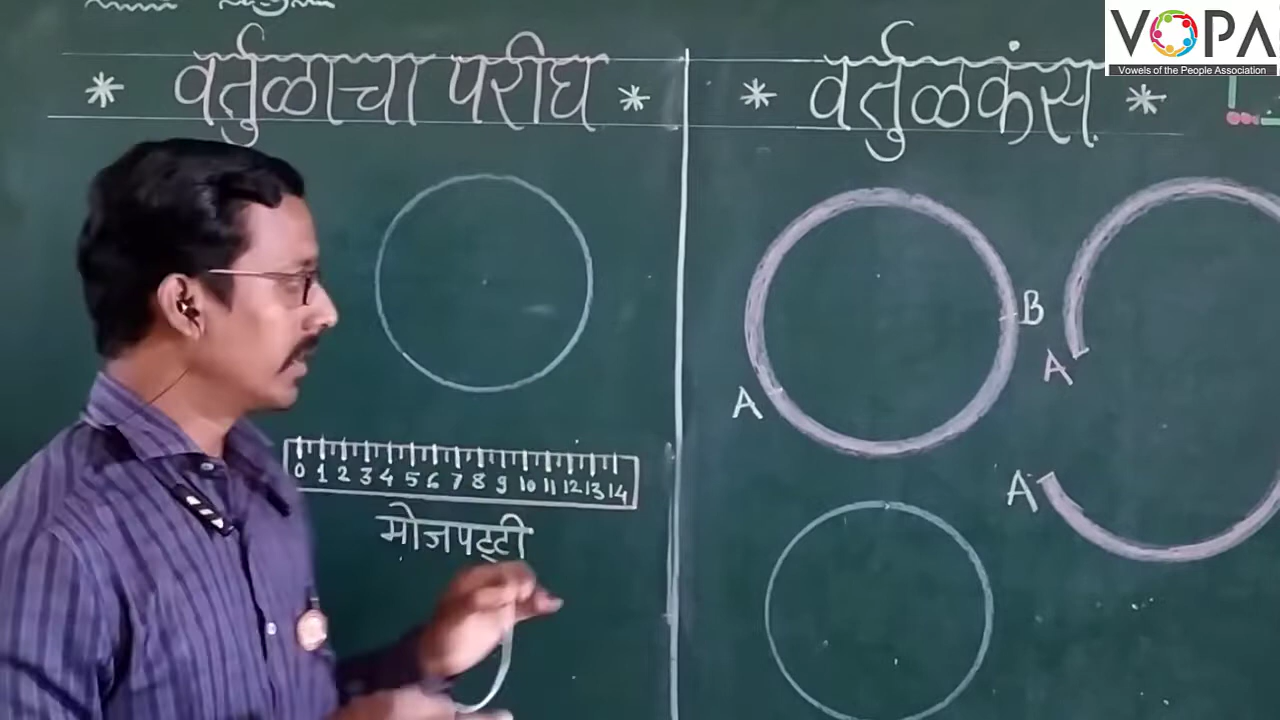 * वर्तुळाचा परीघ *
* वर्तुळकंस. *
VOPA
Vowels of the People Association
A
B
A
A
0 1 2 3 4 5 6 7 8 9 10 11 12 13 14
मोजपट्टी